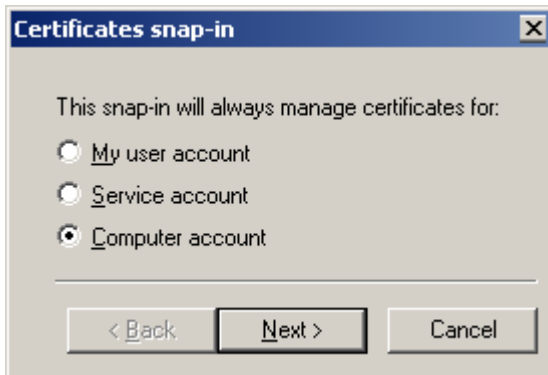 Certificates snap-in
This snap-in will always manage certificates for:
My user account
Service account
Computer account
< Back
Next >
Cancel